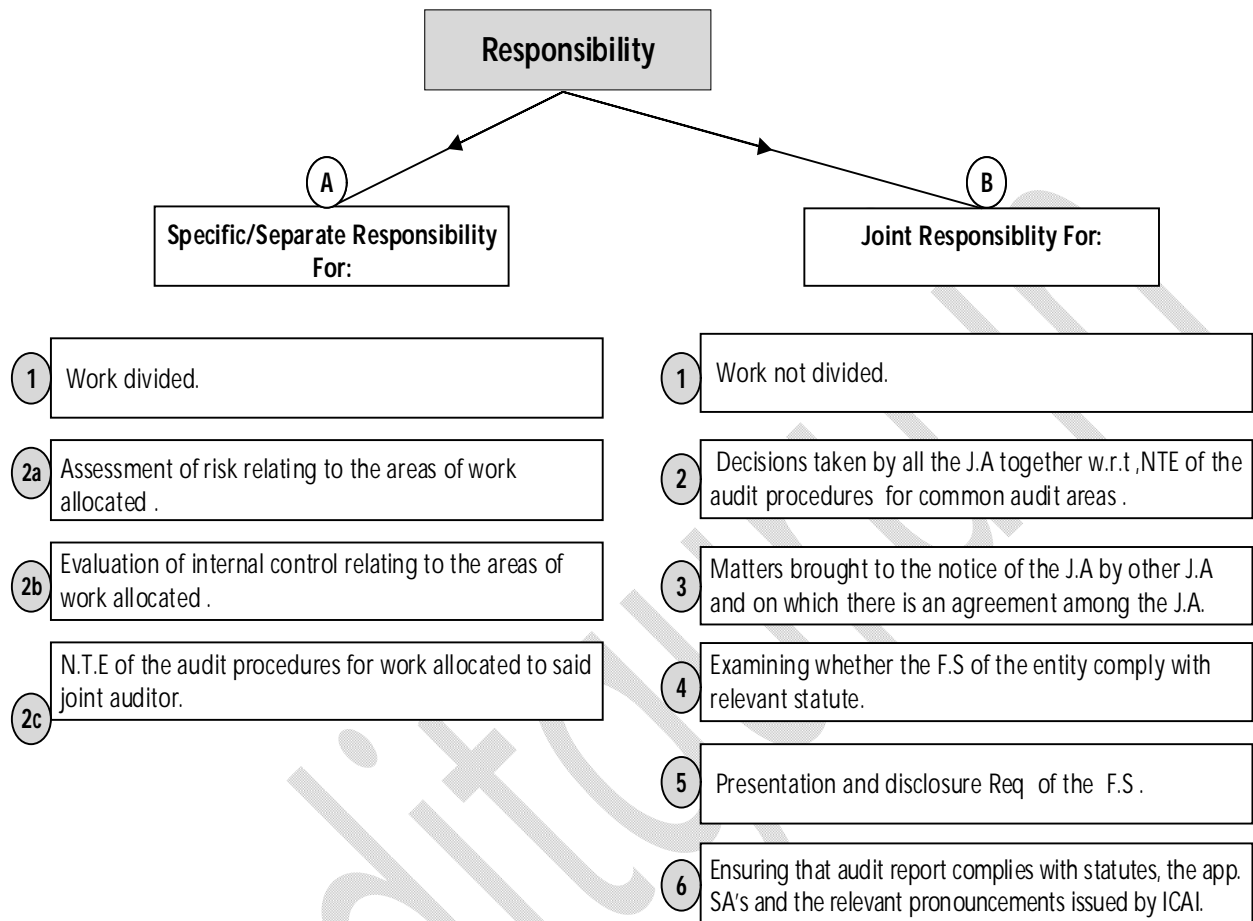 Responsibility
A
Specific/Separate Responsibility
For:
1
Work divided.
2a
Assessment of risk relating to the areas of work
allocated .
2b
Evaluation of internal control relating to the areas of
work allocated .
2c
N.T.E of the audit procedures for work allocated to said
joint auditor.
B
Joint Responsiblity For:
1
Work not divided.
2
Decisions taken by all the J.A together w.r.t ,NTE of the
audit procedures for common audit areas .
3
Matters brought to the notice of the J.A by other J.A
and on which there is an agreement among the J.A.
4
Examining whether the F.S of the entity comply with
relevant statute.
5
Presentation and disclosure Req of the F.S .
6
Ensuring that audit report complies with statutes, the app.
SA's and the relevant pronouncements issued by ICAI.